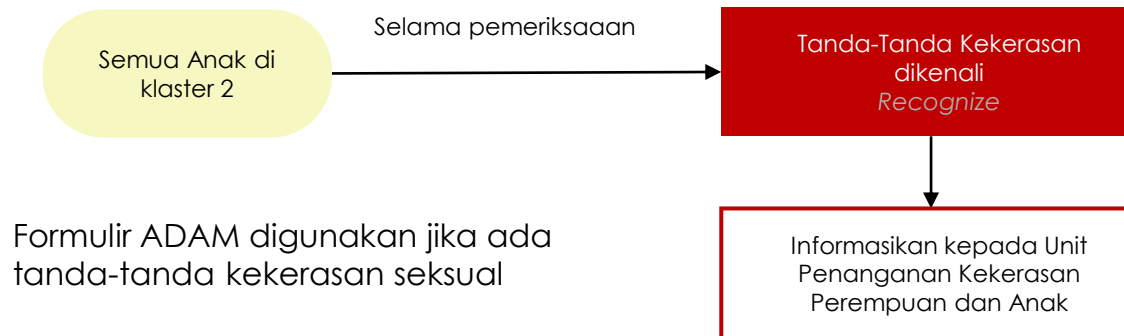 Semua Anak di
klaster 2
Selama pemeriksaaan
Tanda-Tanda Kekerasan
dikenali
Recognize
Formulir ADAM digunakan jika ada
tanda-tanda kekerasan seksual
Informasikan kepada Unit
Penanganan Kekerasan
Perempuan dan Anak